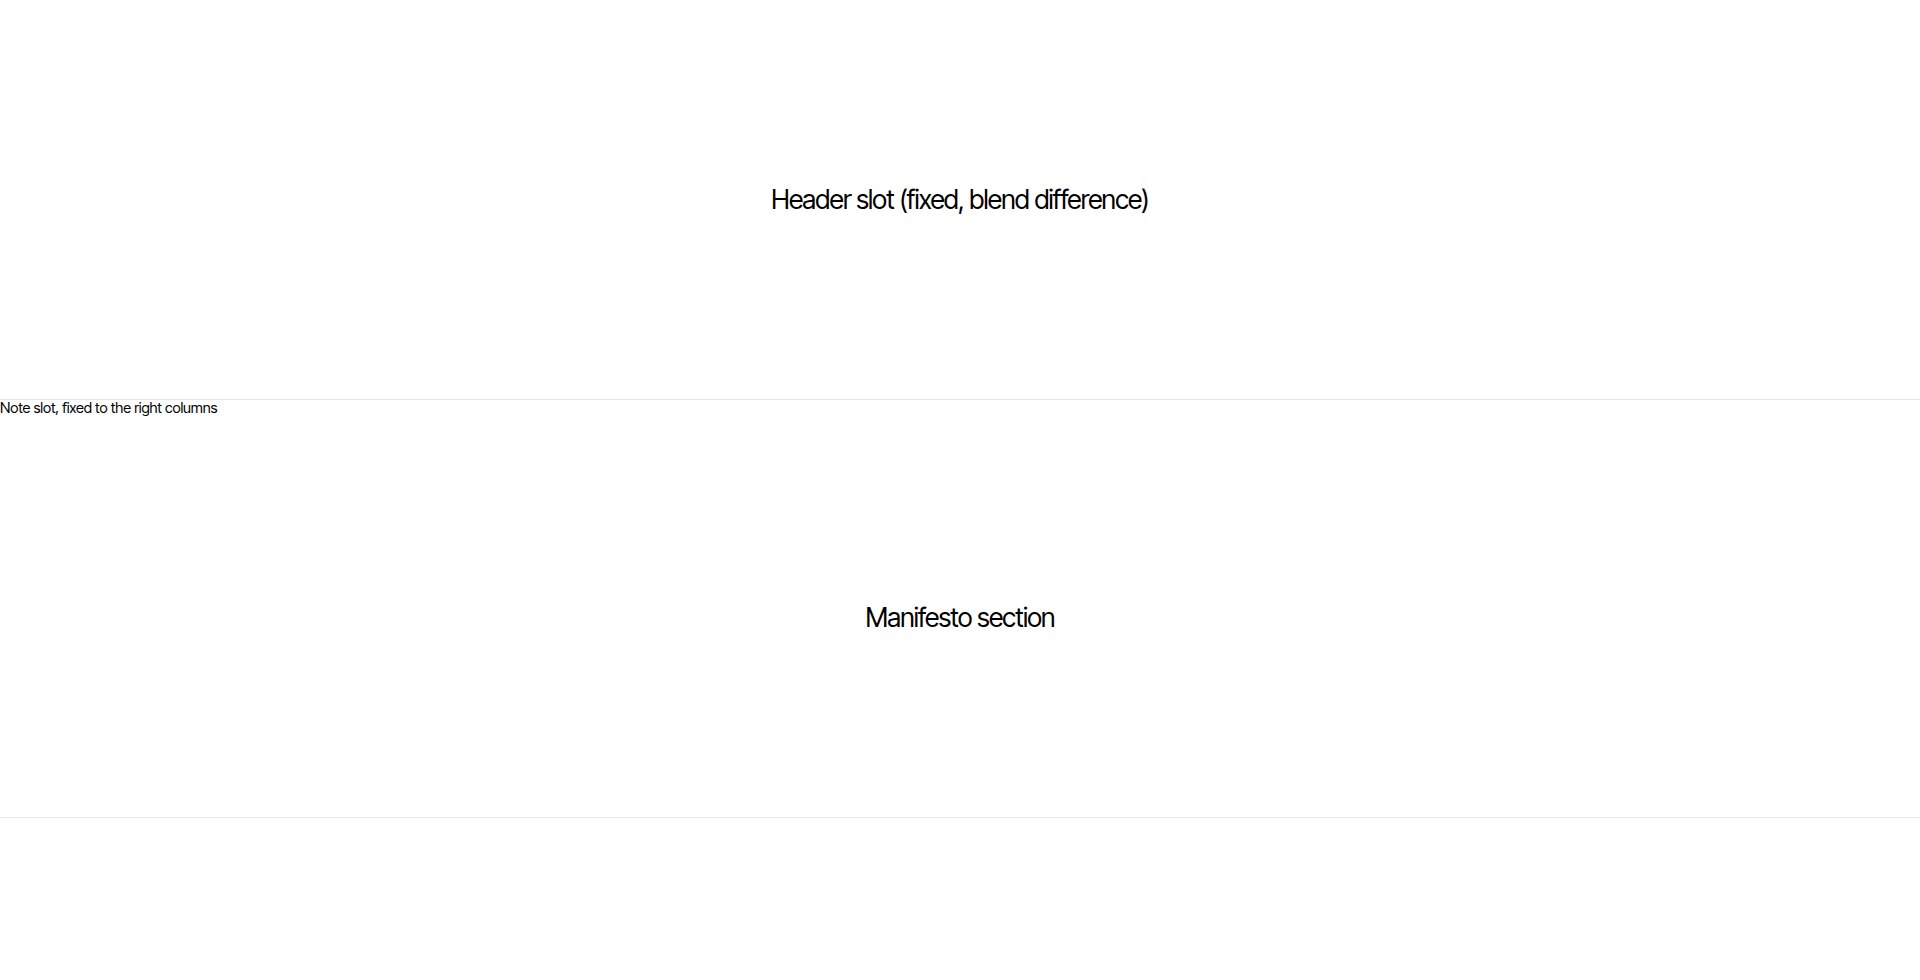 Header slot (fixed, blend difference)
Note slot, fixed to the right columns
Manifesto section